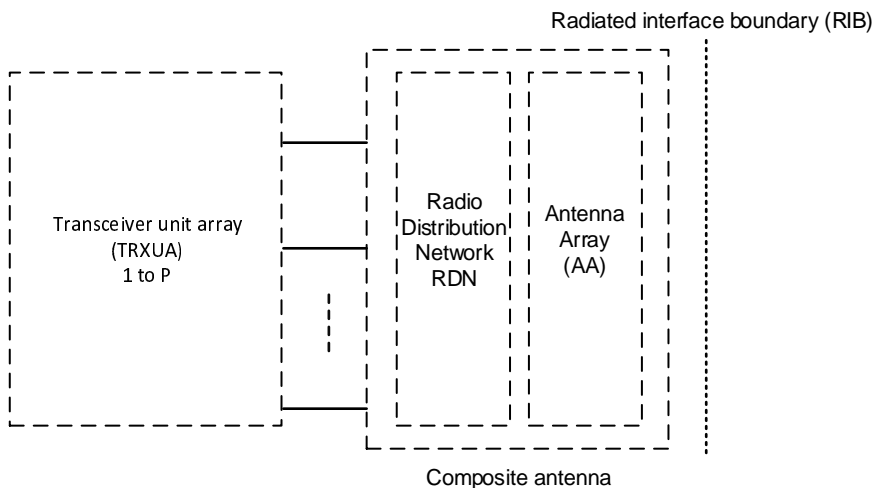 Radiated interface boundary (RIB)
Transceiver unit array
(TRXUA)
1 to P
Radio
Distribution
Network
RDN
Antenna
Array
(AA)
Composite antenna